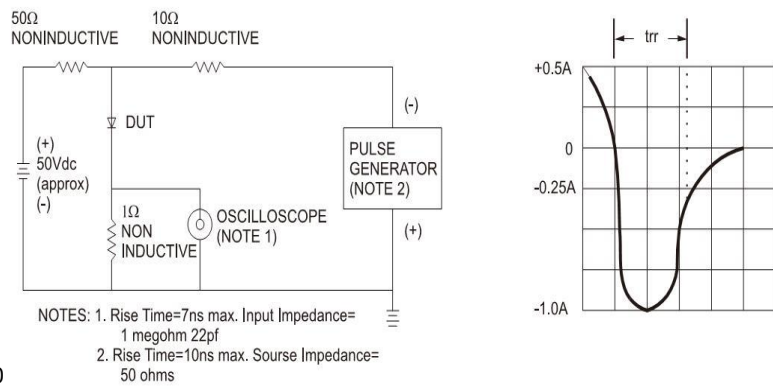 50Ω
NONINDUCTIVE
10Ω
NONINDUCTIVE
DUT
(+)
50Vdc
(approx)
(-)
1Ω
NON
INDUCTIVE
OSCILLOSCOPE
(NOTE 1)
(-)
PULSE
GENERATOR
(NOTE 2)
(+)
NOTES: 1. Rise Time=7ns max. Input Impedance=
1 megohm 22pf
2. Rise Time=10ns max. Sourse Impedance=
50 ohms
trr
+0.5A
0
-0.25A
-1.0A